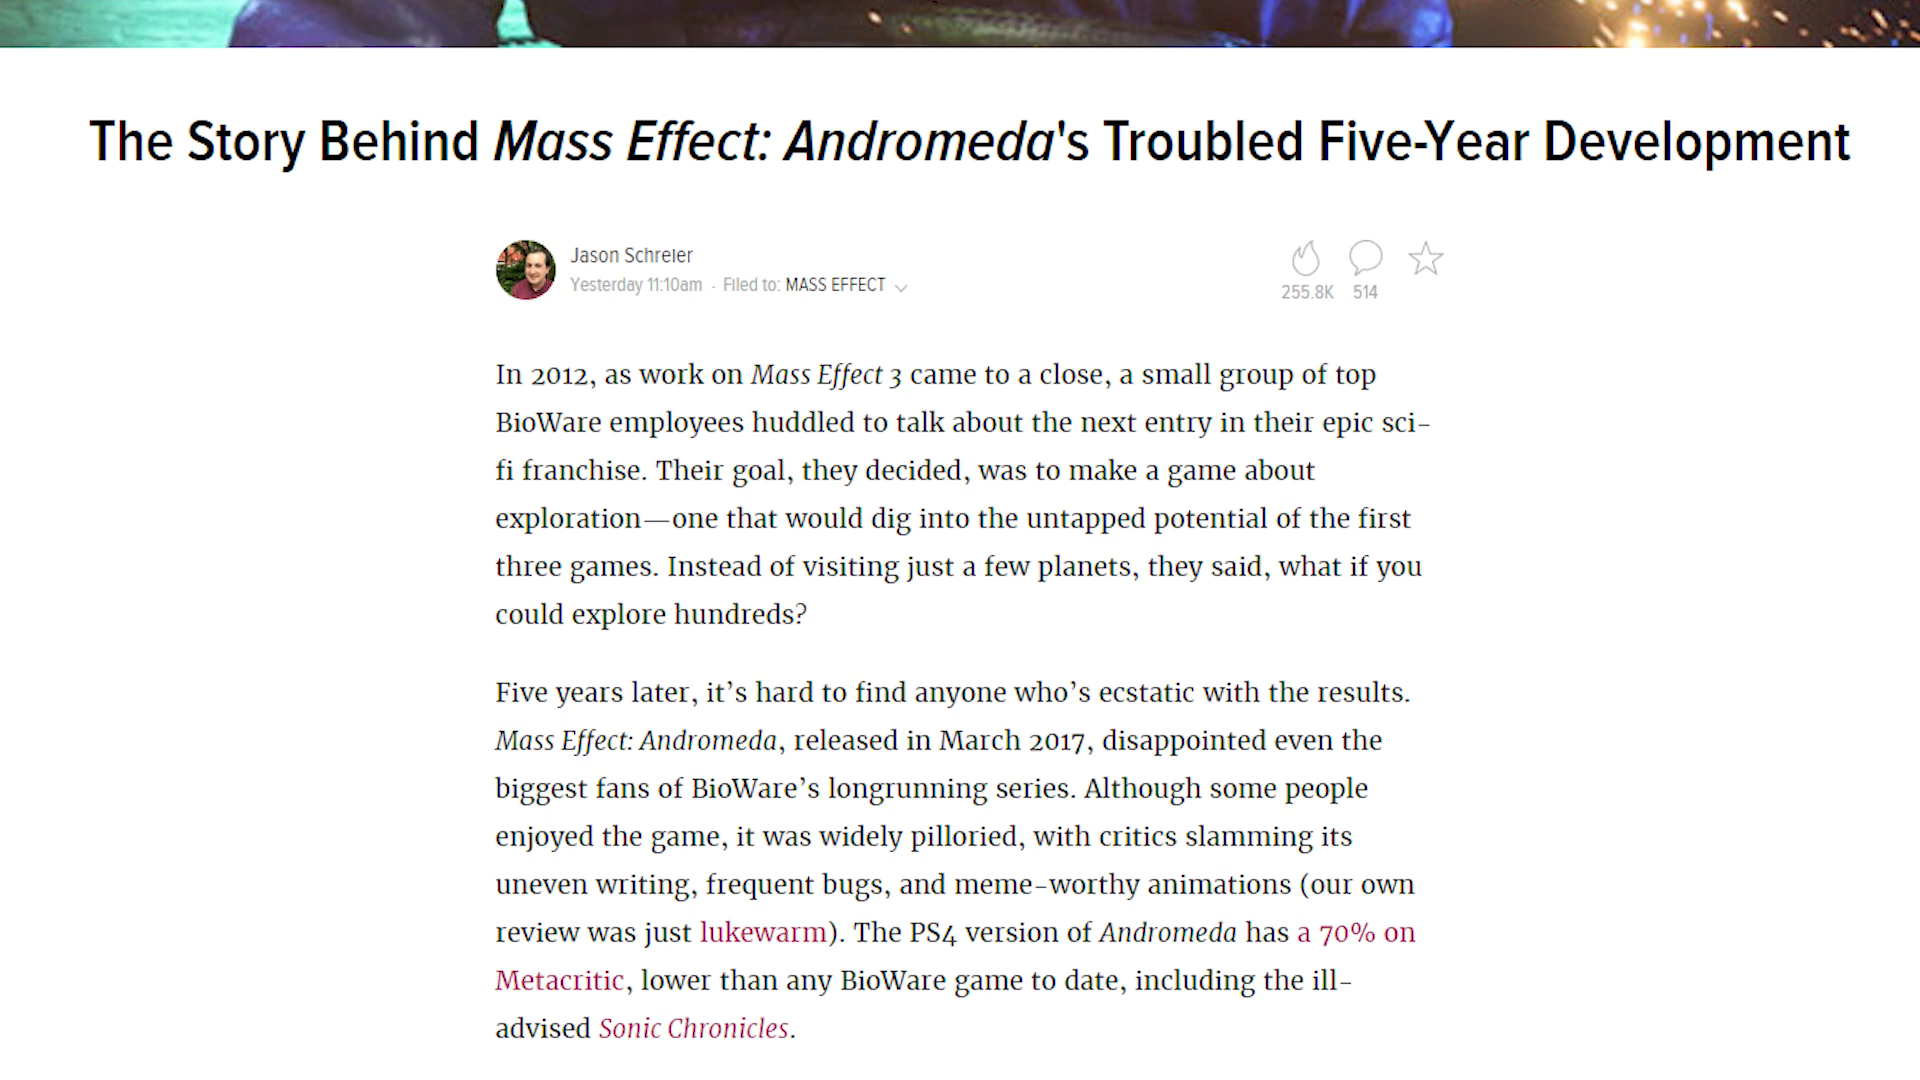 The Story Behind Mass Effect: Andromeda's Troubled Five-Year Development
Jason Schreier
Yesterday 11:10am · Filed to: MASS EFFECT
255.8K 514
In 2012, as work on Mass Effect 3 came to a close, a small group of top
BioWare employees huddled to talk about the next entry in their epic sci-
fi franchise. Their goal, they decided, was to make a game about
exploration—one that would dig into the untapped potential of the first
three games. Instead of visiting just a few planets, they said, what if you
could explore hundreds?
Five years later, it’s hard to find anyone who’s ecstatic with the results.
Mass Effect: Andromeda, released in March 2017, disappointed even the
biggest fans of BioWare’s longrunning series. Although some people
enjoyed the game, it was widely pilloried, with critics slamming its
uneven writing, frequent bugs, and meme-worthy animations (our own
review was just lukewarm). The PS4 version of Andromeda has a 70% on
Metacritic, lower than any BioWare game to date, including the ill-
advised Sonic Chronicles.